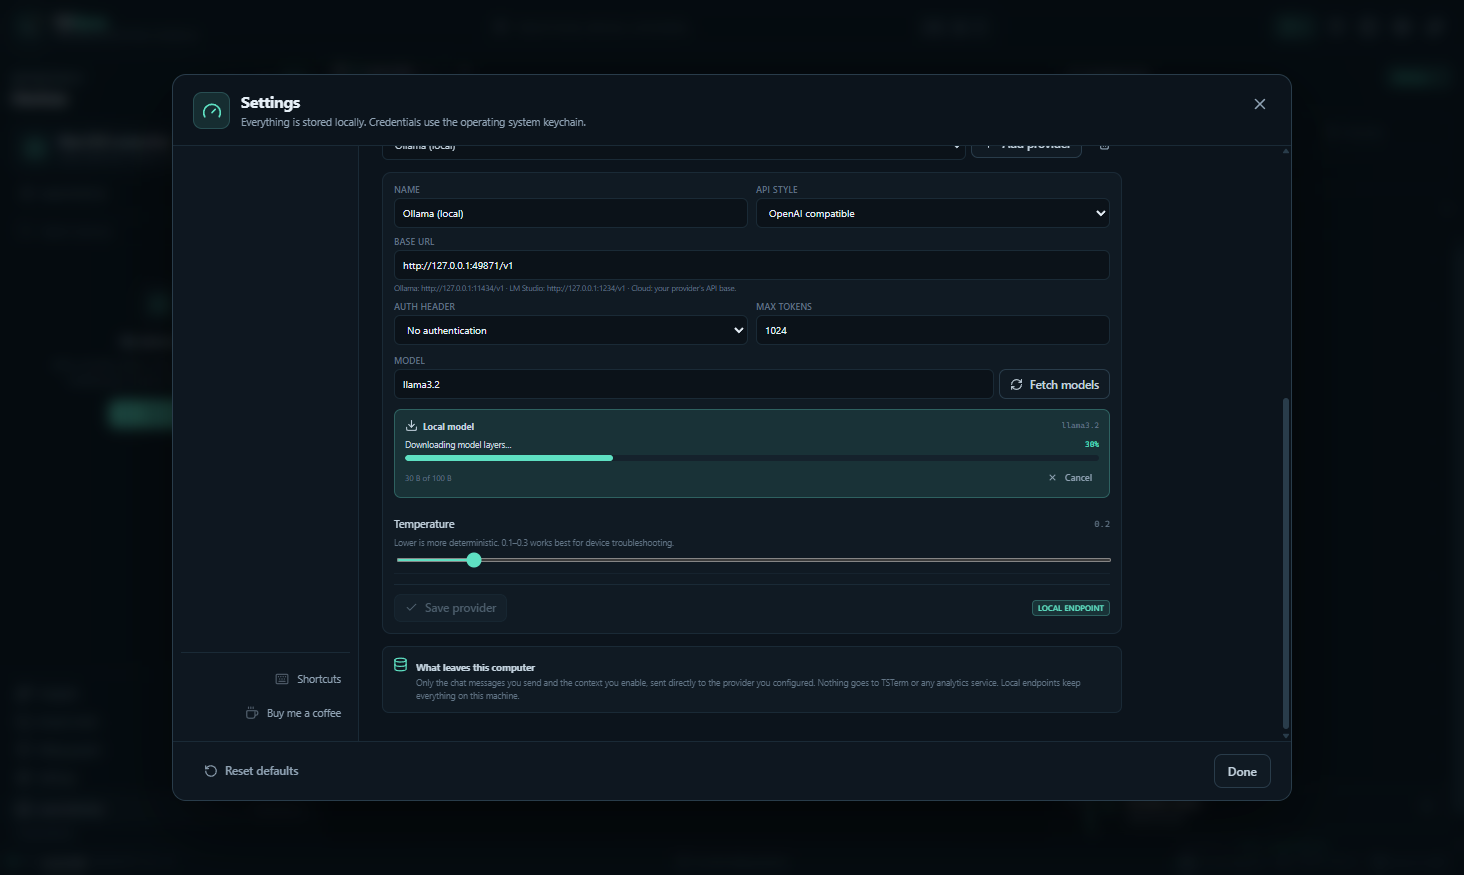 Settings
Everything is stored locally. Credentials use the operating system keychain.
Ollama (local)
Add provider
NAME
API STYLE
Ollama (local)
OpenAI compatible
BASE URL
http://127.0.0.1:49871/v1
Ollama: http://127.0.0.1:11434/v1 · LM Studio: http://127.0.0.1:1234/v1 · Cloud: your provider's API base.
AUTH HEADER
MAX TOKENS
No authentication
1024
MODEL
llama3.2
Fetch models
Local model
llama3.2
Downloading model layers...
30%
30 B of 100 B
Cancel
Temperature
0.2
Lower is more deterministic. 0.1–0.3 works best for device troubleshooting.
Save provider
LOCAL ENDPOINT
What leaves this computer
Only the chat messages you send and the context you enable, sent directly to the provider you configured. Nothing goes to TSTerm or any analytics service. Local endpoints keep
everything on this machine.
Shortcuts
Buy me a coffee
Reset defaults
Done